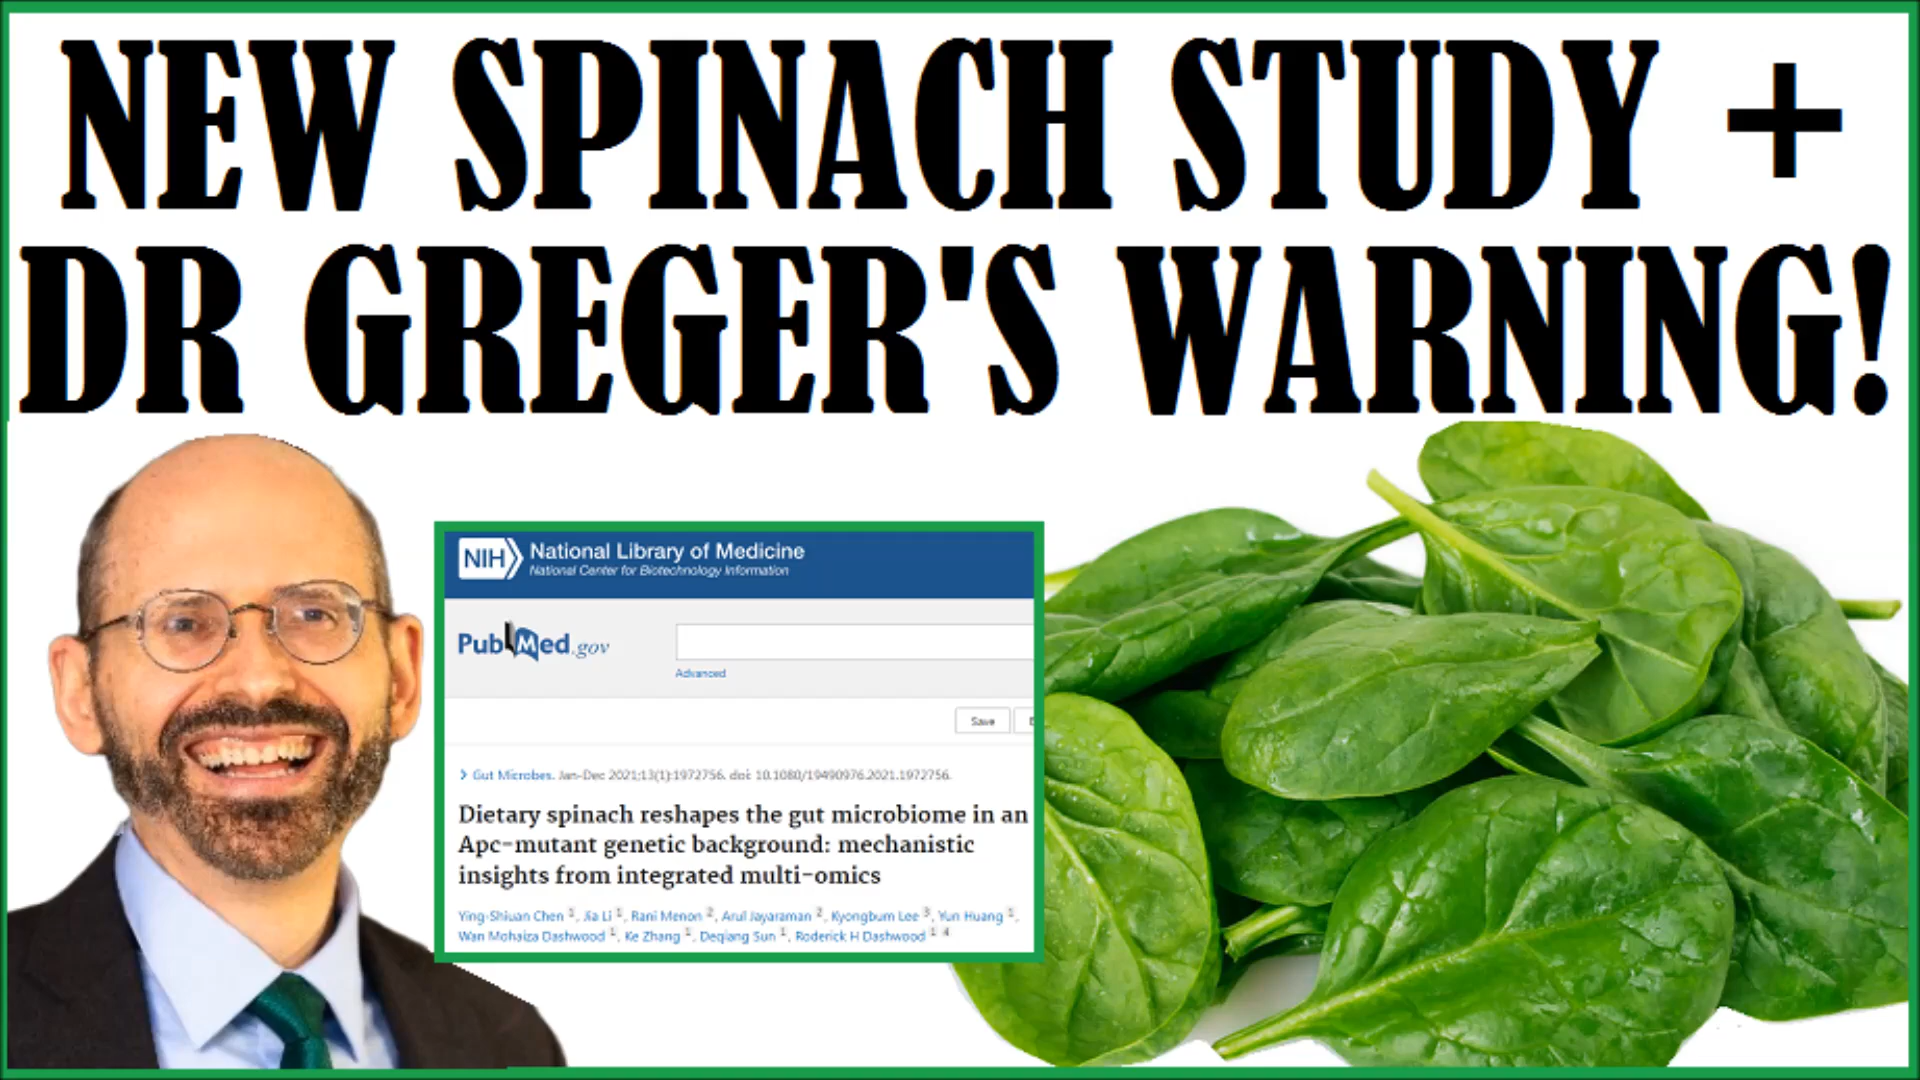 NEW SPINACH STUDY +
DR GREGER'S WARNING!
NIH National Library of Medicine
National Center for Biotechnology Information
PubMed.gov
Advanced
Save
Gut Microbes. Jan-Dec 2021;13(1):1972756. doi: 10.1080/19490976.2021.1972756.
Dietary spinach reshapes the gut microbiome in an
Apc-mutant genetic background: mechanistic
insights from integrated multi-omics
Ying-Shiuan Chen 1, Jia Li 1, Rani Menon 2, Arul Jayaraman 2, Kyongbum Lee 3, Yun Huang 1,
Wan Mohaiza Dashwood 1, Ke Zhang 1, Deqiang Sun 1, Roderick H Dashwood 1 4